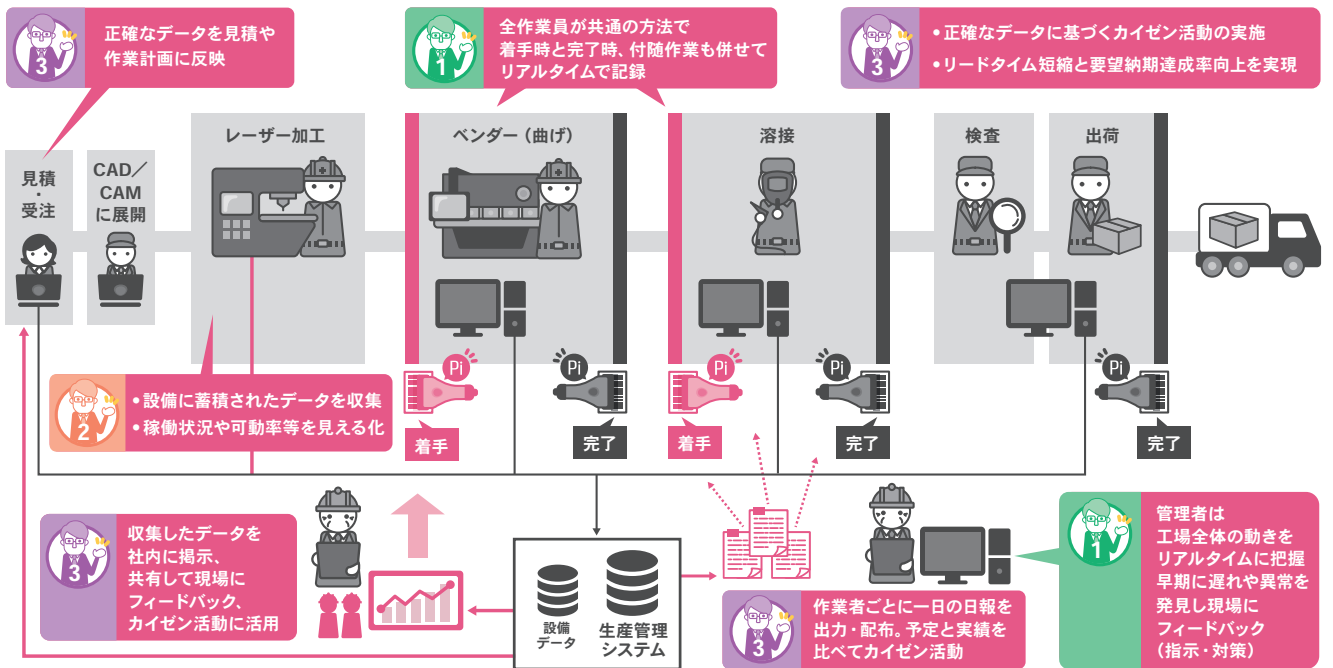 3
正確なデータを見積や
作業計画に反映
1
全作業員が共通の方法で
着手時と完了時、付随作業も併せて
リアルタイムで記録
3
•正確なデータに基づくカイゼン活動の実施
•リードタイム短縮と要望納期達成率向上を実現
見積
・
受注
CAD／
CAM
に展開
レーザー加工
ベンダー（曲げ）
溶接
検査
出荷
2
•設備に蓄積されたデータを収集
•稼働状況や可動率等を見える化
Pi
着手
Pi
完了
Pi
着手
Pi
完了
Pi
完了
3
収集したデータを
社内に掲示、
共有して現場に
フィードバック、
カイゼン活動に活用
設備
データ
生産管理
システム
3
作業者ごとに一日の日報を
出力・配布。予定と実績を
比べてカイゼン活動
1
管理者は
工場全体の動きを
リアルタイムに把握
早期に遅れや異常を
発見し現場に
フィードバック
（指示・対策）